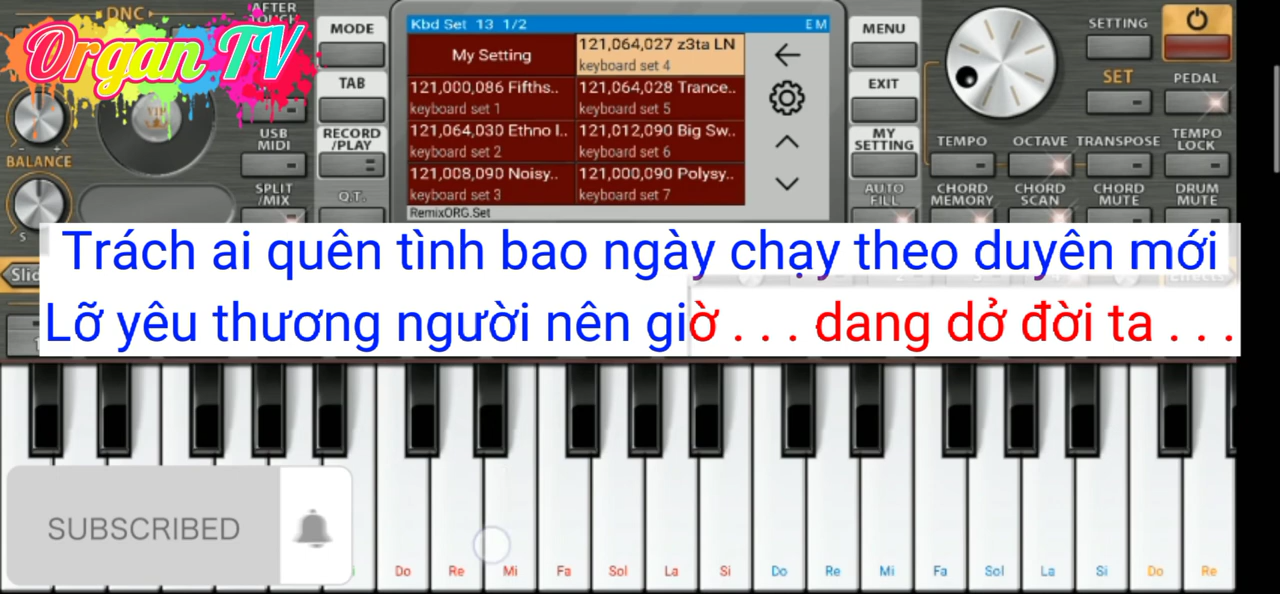 DNC
AFTER
TOUCH
Organ TV
MODE
Kbd Set 13 1/2
EM
MENU
SETTING
My Setting
121,064,027 z3ta LN
keyboard set 4
SET
PEDAL
TAB
121,000,086 Fifths..
keyboard set 1
121,064,028 Trance..
keyboard set 5
EXIT
USB
MIDI
RECORD
/PLAY
121,064,030 Ethno I..
keyboard set 2
121,012,090 Big Sw..
keyboard set 6
MY
SETTING
TEMPO
OCTAVE
TRANSPOSE
TEMPO
LOCK
BALANCE
121,008,090 Noisy..
keyboard set 3
121,000,090 Polysy..
keyboard set 7
SPLIT
/MIX
Q.T.
RemixORG.Set
AUTO
FILL
CHORD
MEMORY
CHORD
SCAN
CHORD
MUTE
DRUM
MUTE
Trách ai quên tình bao ngày chạy theo duyên mới
Lỡ yêu thương người nên giờ . . . dang dở đời ta . . .
SUBSCRIBED
Do Re Mi Fa Sol La Si Do Re Mi Fa Sol La Si Do Re